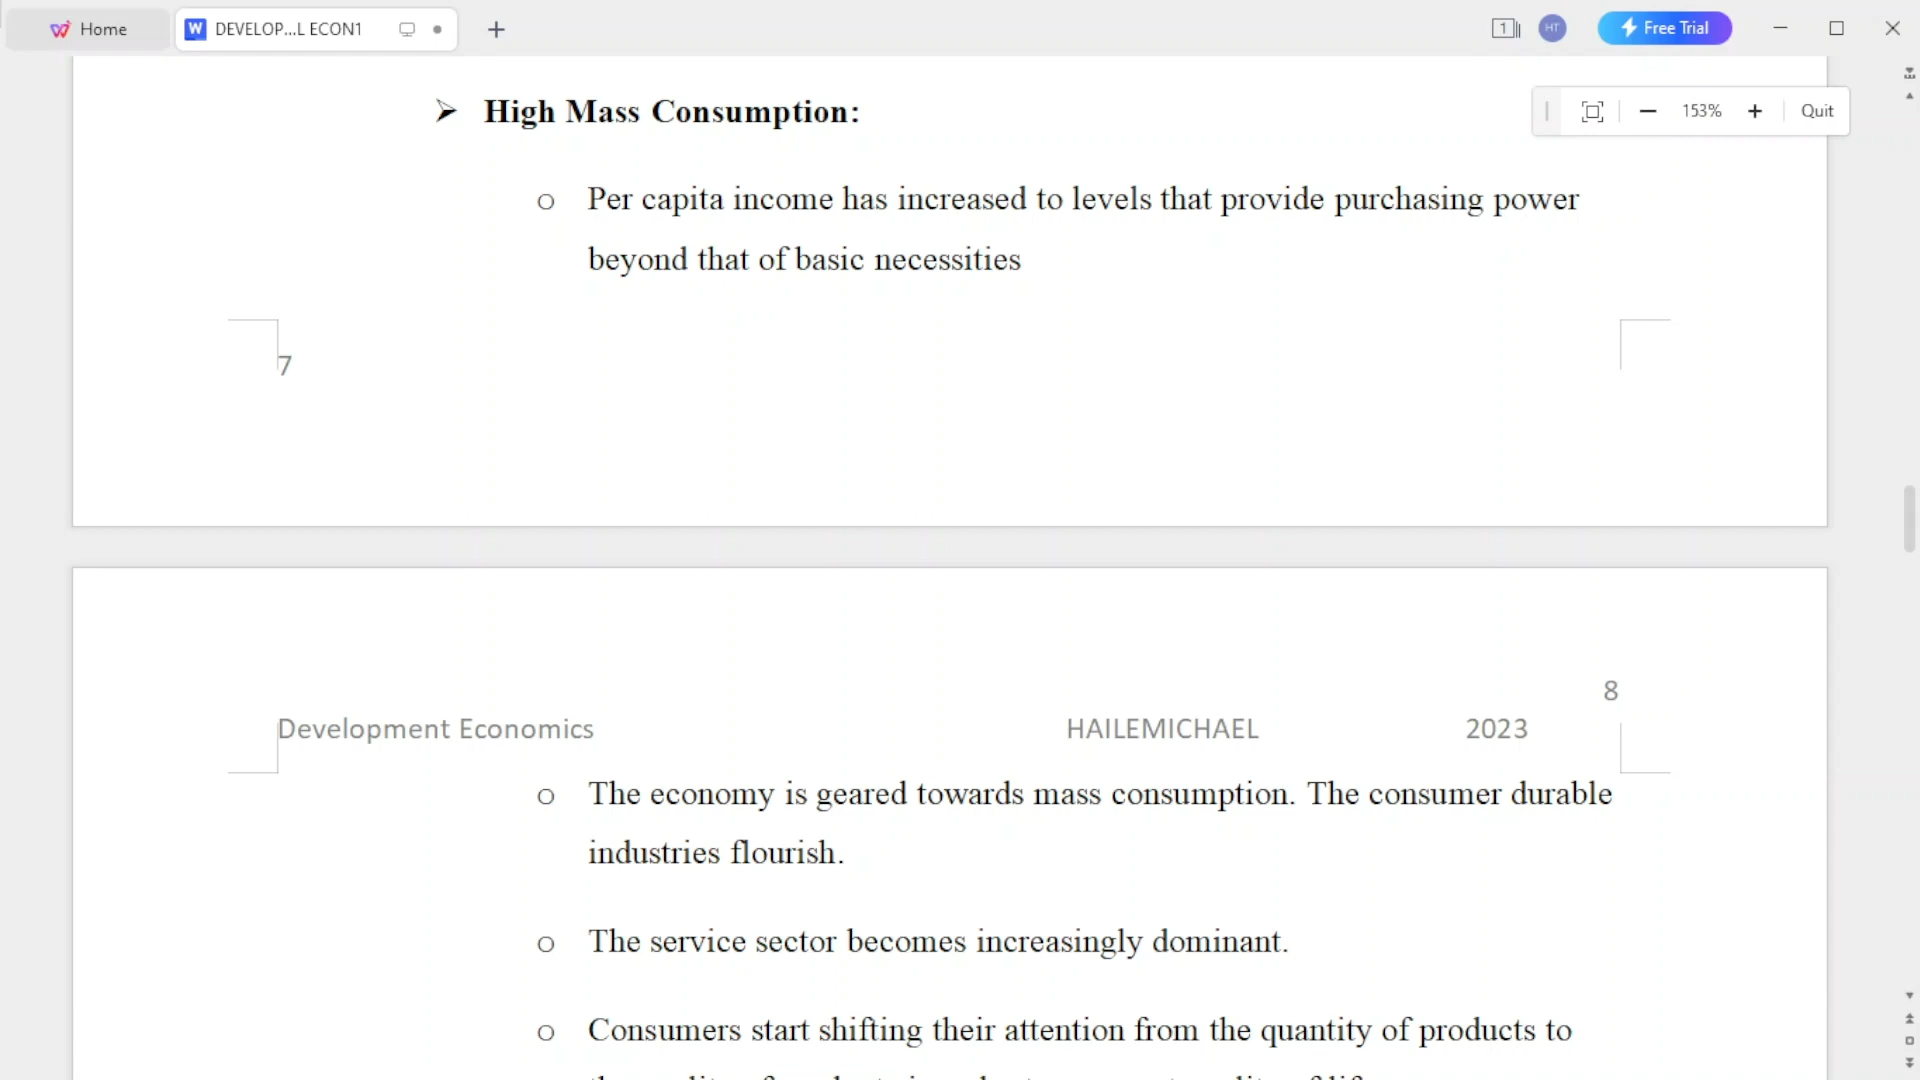 Home
DEVELOP...L ECON1
1
HT
Free Trial
153%
Quit
High Mass Consumption:
o Per capita income has increased to levels that provide purchasing power
beyond that of basic necessities
7
8
Development Economics HAILEMICHAEL 2023
o The economy is geared towards mass consumption. The consumer durable
industries flourish.
o The service sector becomes increasingly dominant.
o Consumers start shifting their attention from the quantity of products to